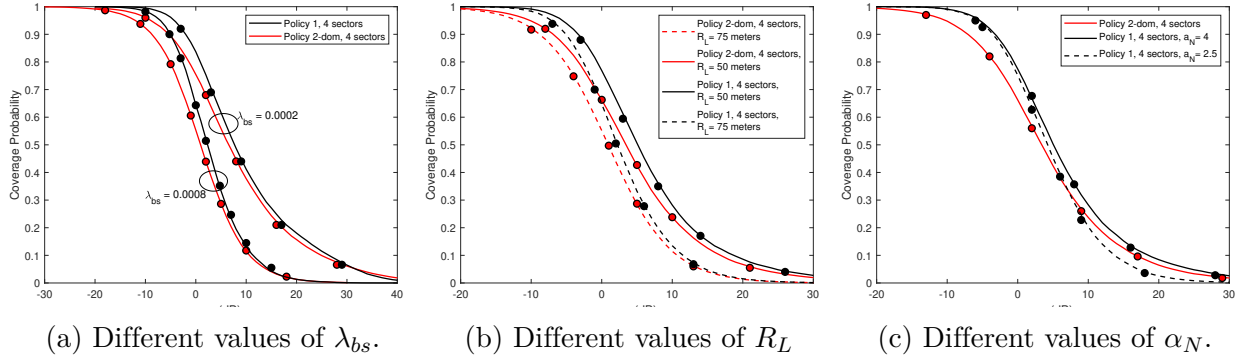 Policy 1, 4 sectors
Policy 2-dom, 4 sectors
λbs = 0.0002
λbs = 0.0008
Coverage Probability
1
0.9
0.8
0.7
0.6
0.5
0.4
0.3
0.2
0.1
0
-30 -20 -10 0 10 20 30 40
(a) Different values of λbs.
Policy 2-dom, 4 sectors,
RL= 75 meters
Policy 2-dom, 4 sectors,
RL= 50 meters
Policy 1, 4 sectors,
RL= 50 meters
Policy 1, 4 sectors,
RL= 75 meters
Coverage Probability
1
0.9
0.8
0.7
0.6
0.5
0.4
0.3
0.2
0.1
0
-20 -10 0 10 20 30
(b) Different values of RL
Policy 2-dom, 4 sectors
Policy 1, 4 sectors, aN= 4
Policy 1, 4 sectors, aN= 2.5
Coverage Probability
1
0.9
0.8
0.7
0.6
0.5
0.4
0.3
0.2
0.1
0
-20 -10 0 10 20 30
(c) Different values of αN.